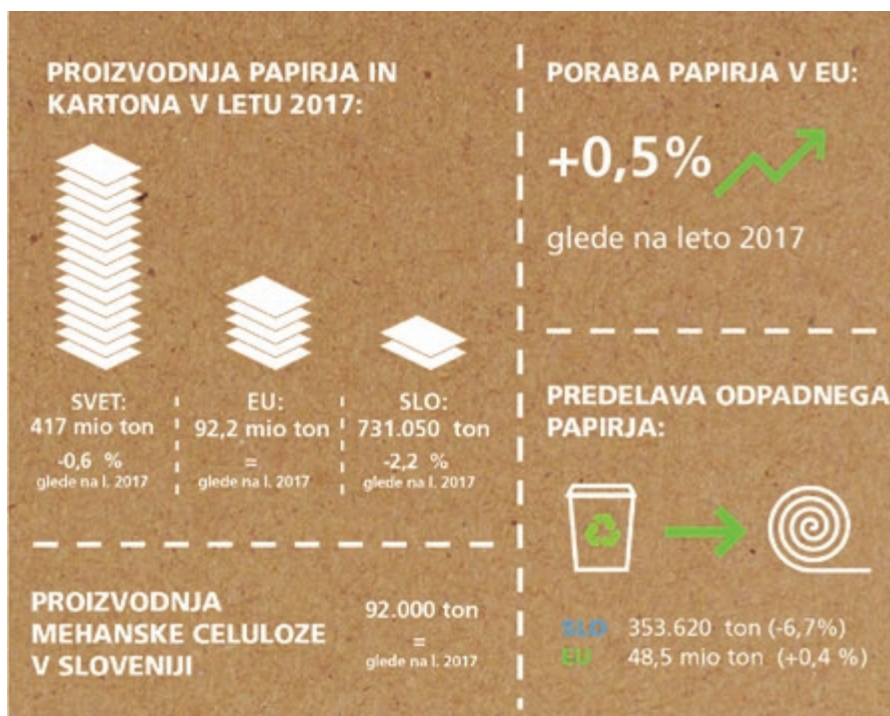 PROIZVODNJA PAPIRJA IN
KARTONA V LETU 2017:
SVET:
417 mio ton
-0,6 %
glede na l. 2017
EU:
92,2 mio ton
=
glede na l. 2017
SLO:
731.050 ton
-2,2 %
glede na l. 2017
PROIZVODNJA
MEHANSKE CELULOZE
V SLOVENIJI
92.000 ton
=
glede na l. 2017
PORABA PAPIRJA V EU:
+0,5%
glede na leto 2017
PREDELAVA ODPADNEGA
PAPIRJA:
SLO 353.620 ton (-6,7%)
EU 48,5 mio ton (+0,4 %)